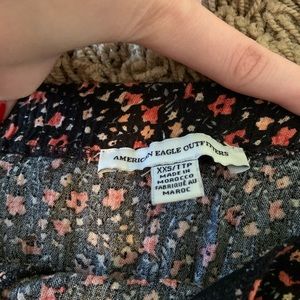 AMERICAN EAGLE OUTFITTERS
XXS/TTP
MADE IN
MOROCCO
FABRIQUÉ AU
MAROC